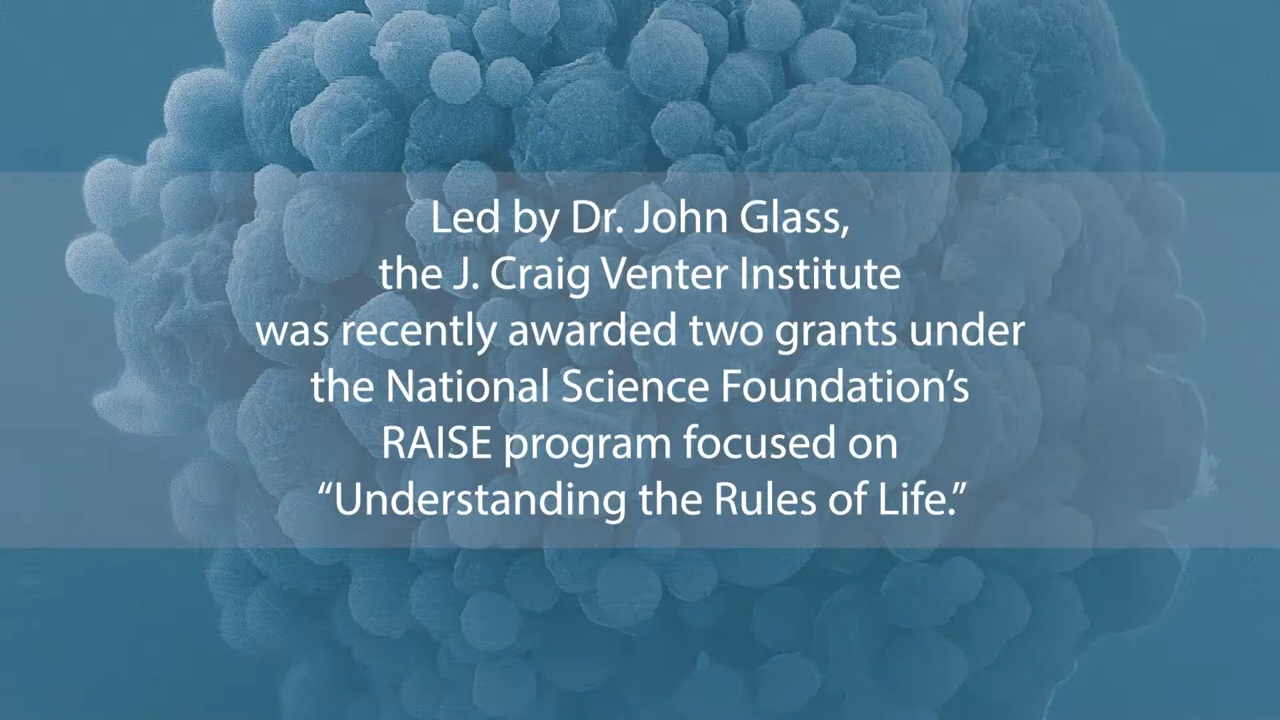 Led by Dr. John Glass,
the J. Craig Venter Institute
was recently awarded two grants under
the National Science Foundation’s
RAISE program focused on
“Understanding the Rules of Life.”